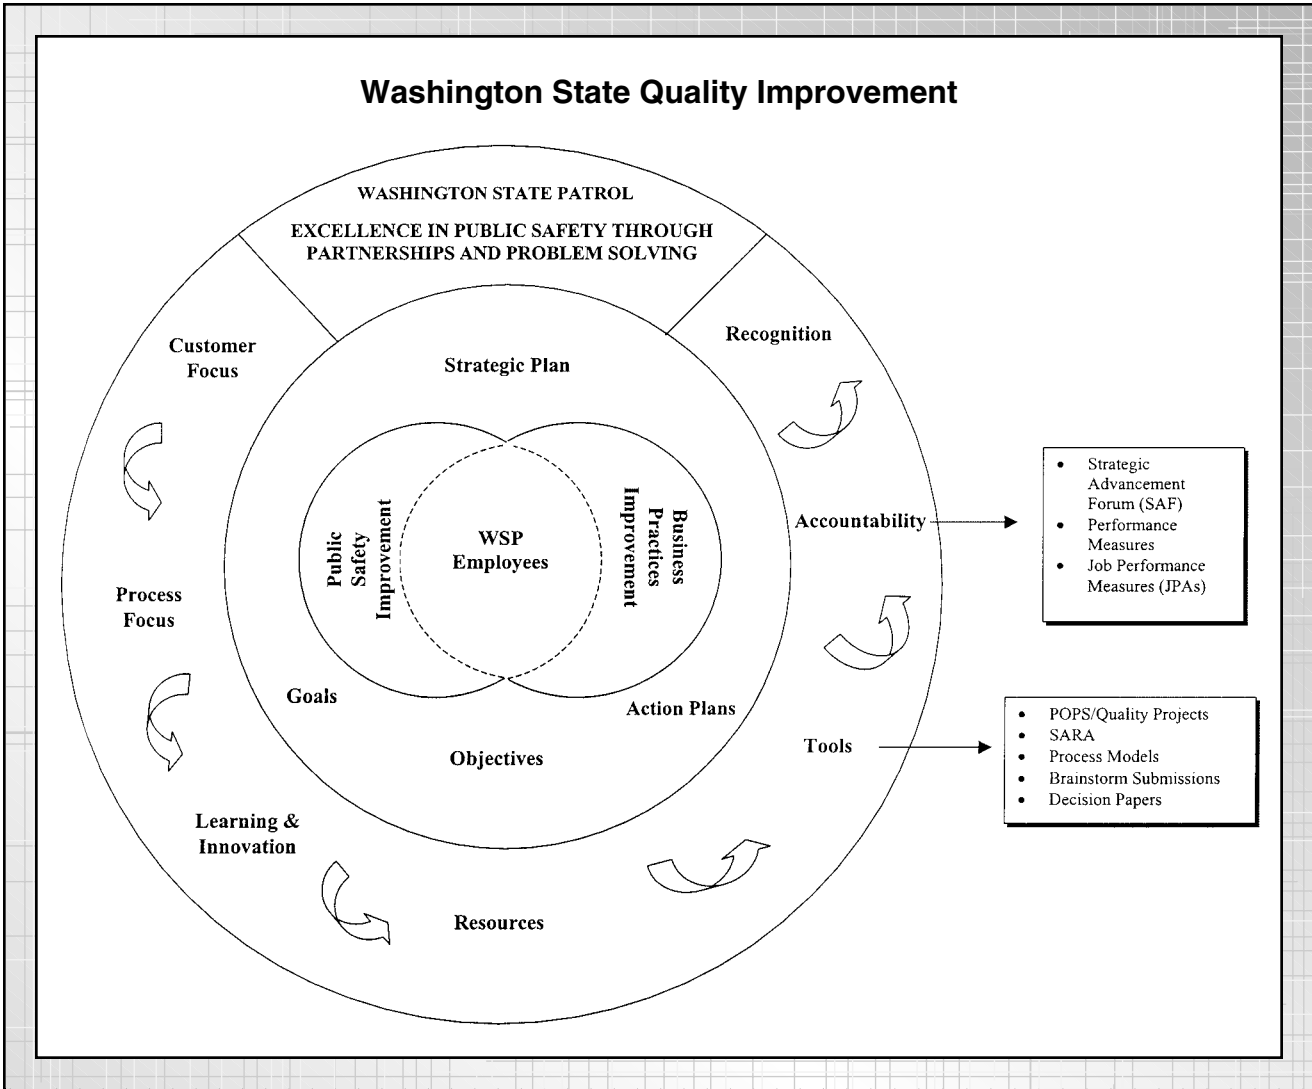 Washington State Quality Improvement
WASHINGTON STATE PATROL
EXCELLENCE IN PUBLIC SAFETY THROUGH
PARTNERSHIPS AND PROBLEM SOLVING
Customer
Focus
Process
Focus
Learning &
Innovation
Resources
Tools
Accountability
Recognition
Strategic Plan
Public
Safety
Improvement
WSP
Employees
Business
Practices
Improvement
Goals
Objectives
Action Plans
• Strategic
Advancement
Forum (SAF)
• Performance
Measures
• Job Performance
Measures (JPAs)
• POPS/Quality Projects
• SARA
• Process Models
• Brainstorm Submissions
• Decision Papers